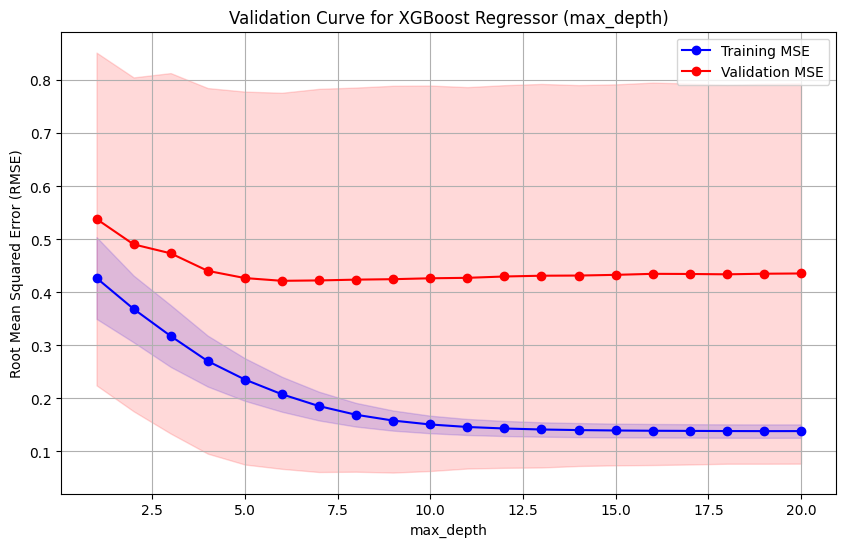 Validation Curve for XGBoost Regressor (max_depth)
Training MSE
Validation MSE
Root Mean Squared Error (RMSE)
0.8
0.7
0.6
0.5
0.4
0.3
0.2
0.1
2.5 5.0 7.5 10.0 12.5 15.0 17.5 20.0
max_depth